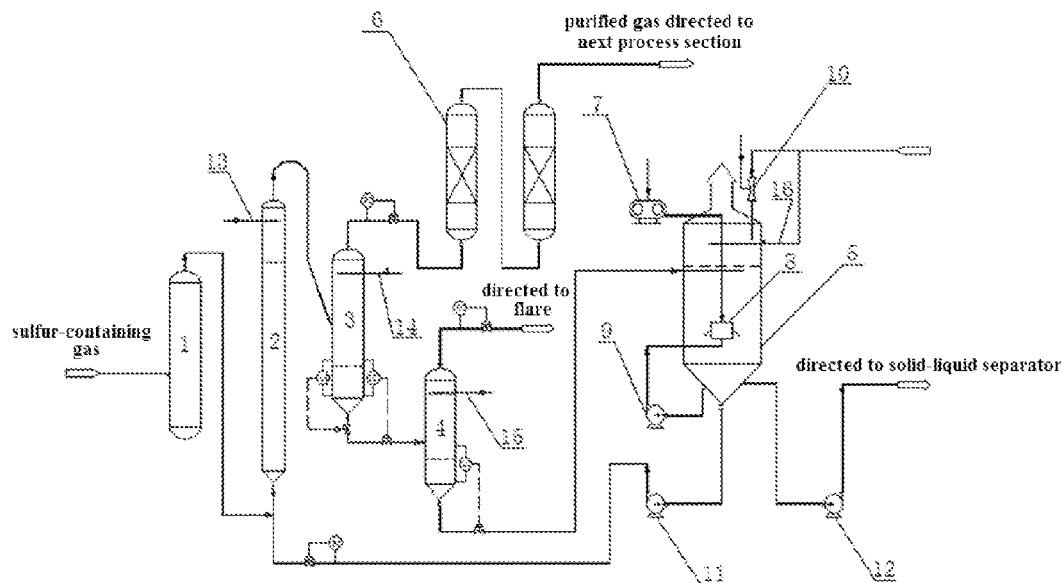 purified gas directed to
next process section
6
10
7
13
16
3
5
1
2
3
14
directed to
flare
sulfur-containing
gas
9
directed to solid-liquid separator
4
15
11
12